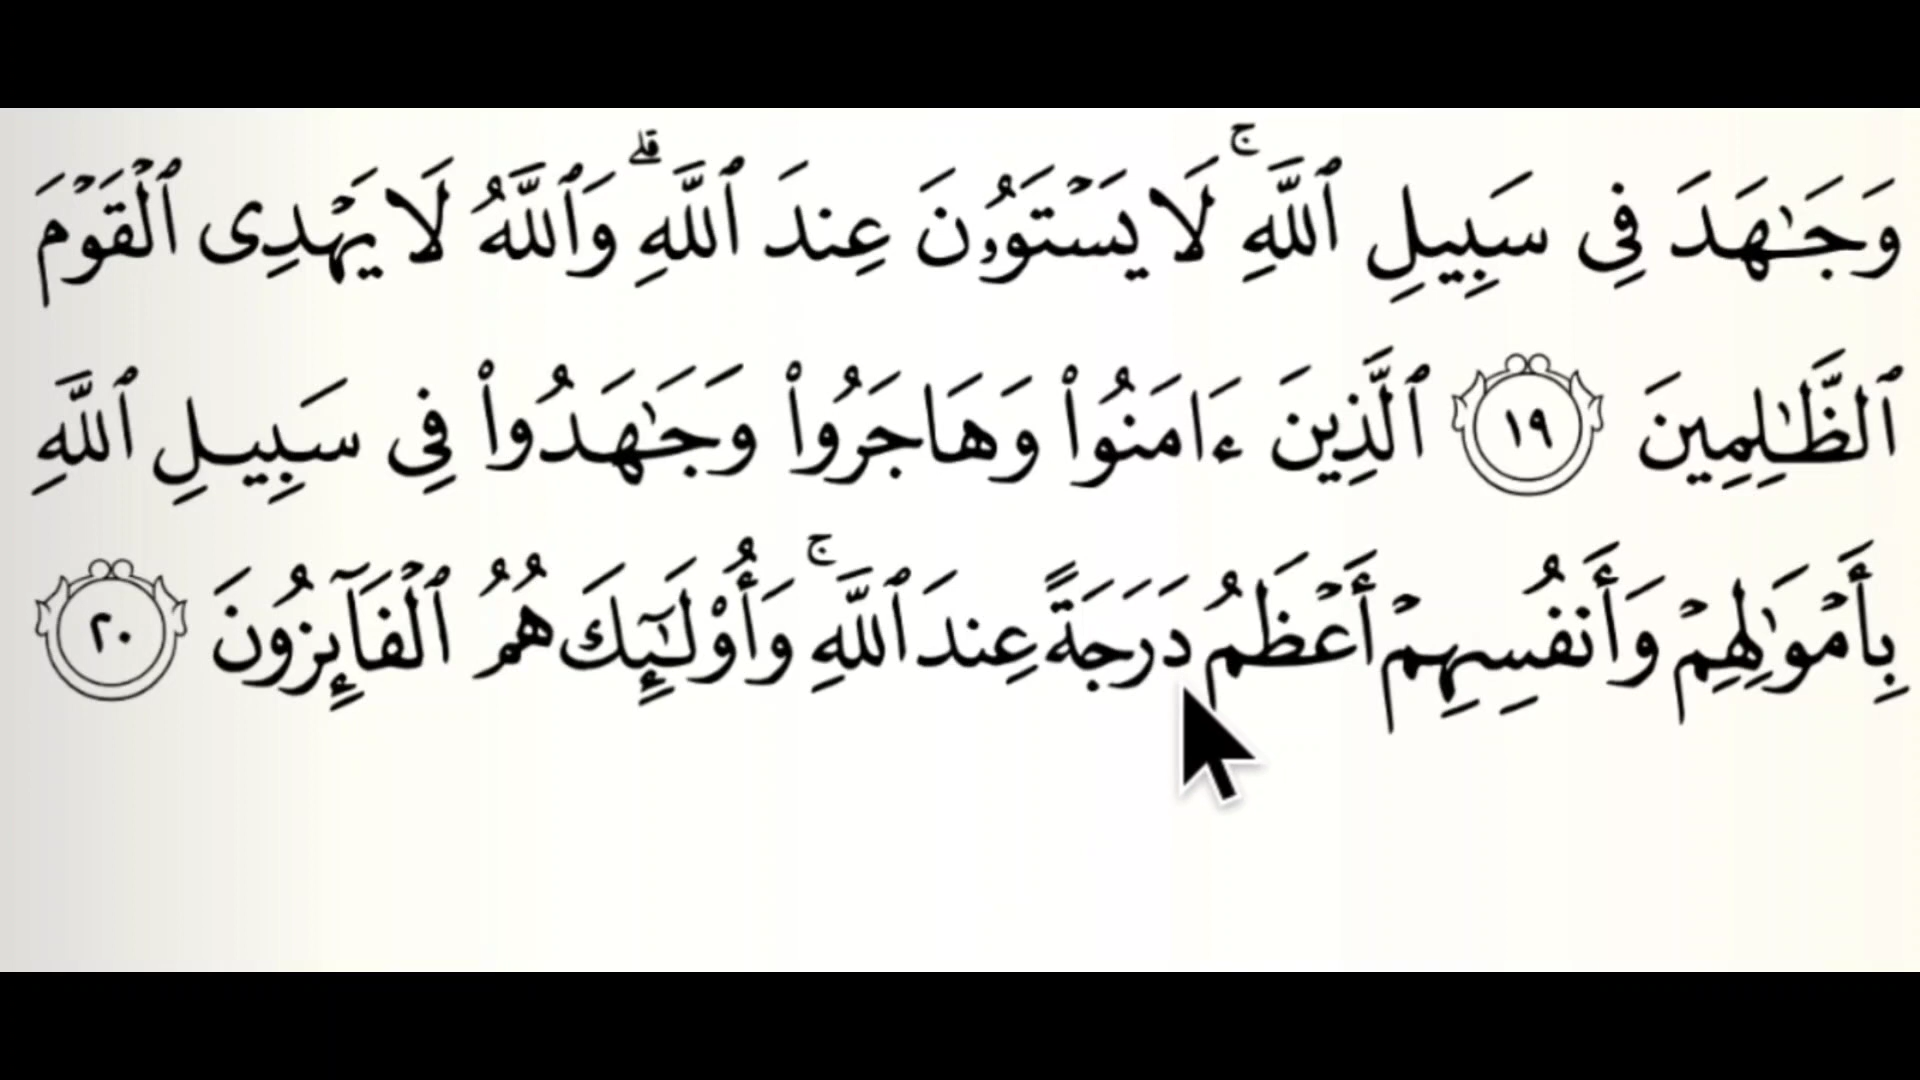 وَجَـٰهَدَ فِى سَبِيلِ ٱللَّهِ ۚ لَا يَسْتَوُۥنَ عِندَ ٱللَّهِ ۗ وَٱللَّهُ لَا يَهْدِى ٱلْقَوْمَ
ٱلظَّـٰلِمِينَ ١٩ ٱلَّذِينَ ءَامَنُوا۟ وَهَاجَرُوا۟ وَجَـٰهَدُوا۟ فِى سَبِيلِ ٱللَّهِ
بِأَمْوَٰلِهِمْ وَأَنفُسِهِمْ أَعْظَمُ دَرَجَةً عِندَ ٱللَّهِ ۚ وَأُو۟لَـٰٓئِكَ هُمُ ٱلْفَآئِزُونَ ٢٠